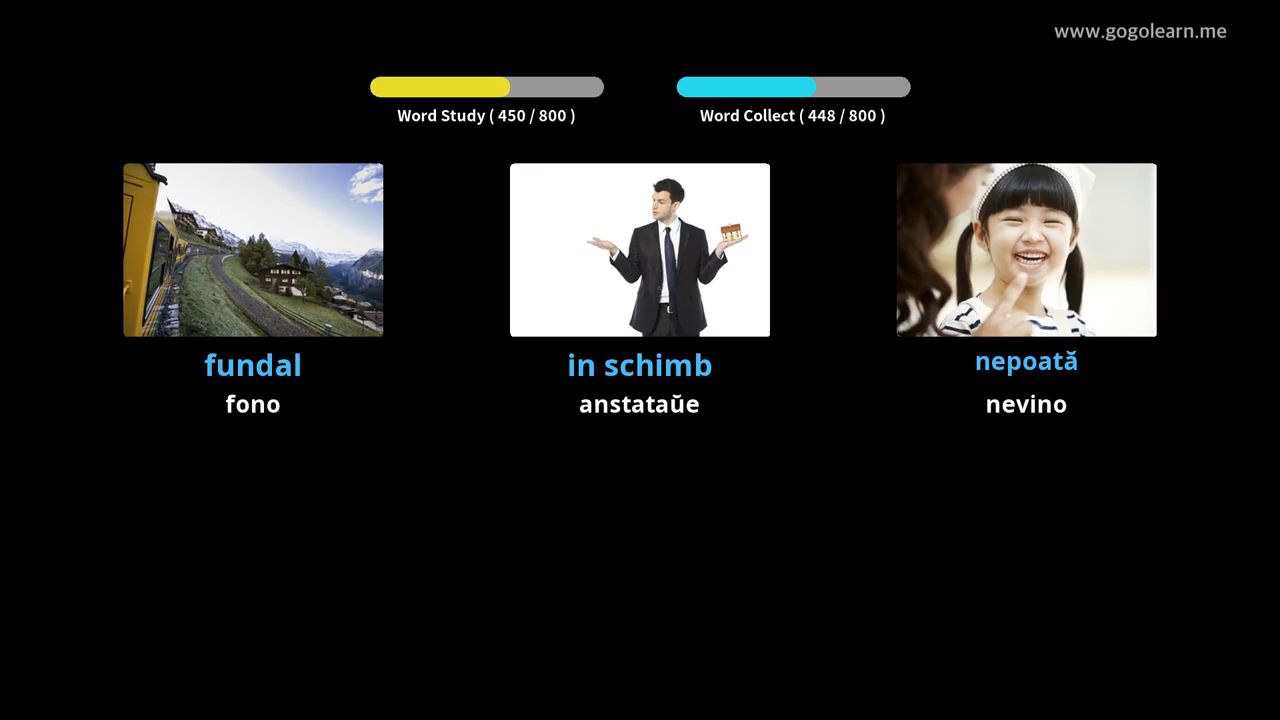 www.gogolearn.me
Word Study ( 450 / 800 )
Word Collect ( 448 / 800 )
fundal
fono
in schimb
anstataŭe
nepoată
nevino